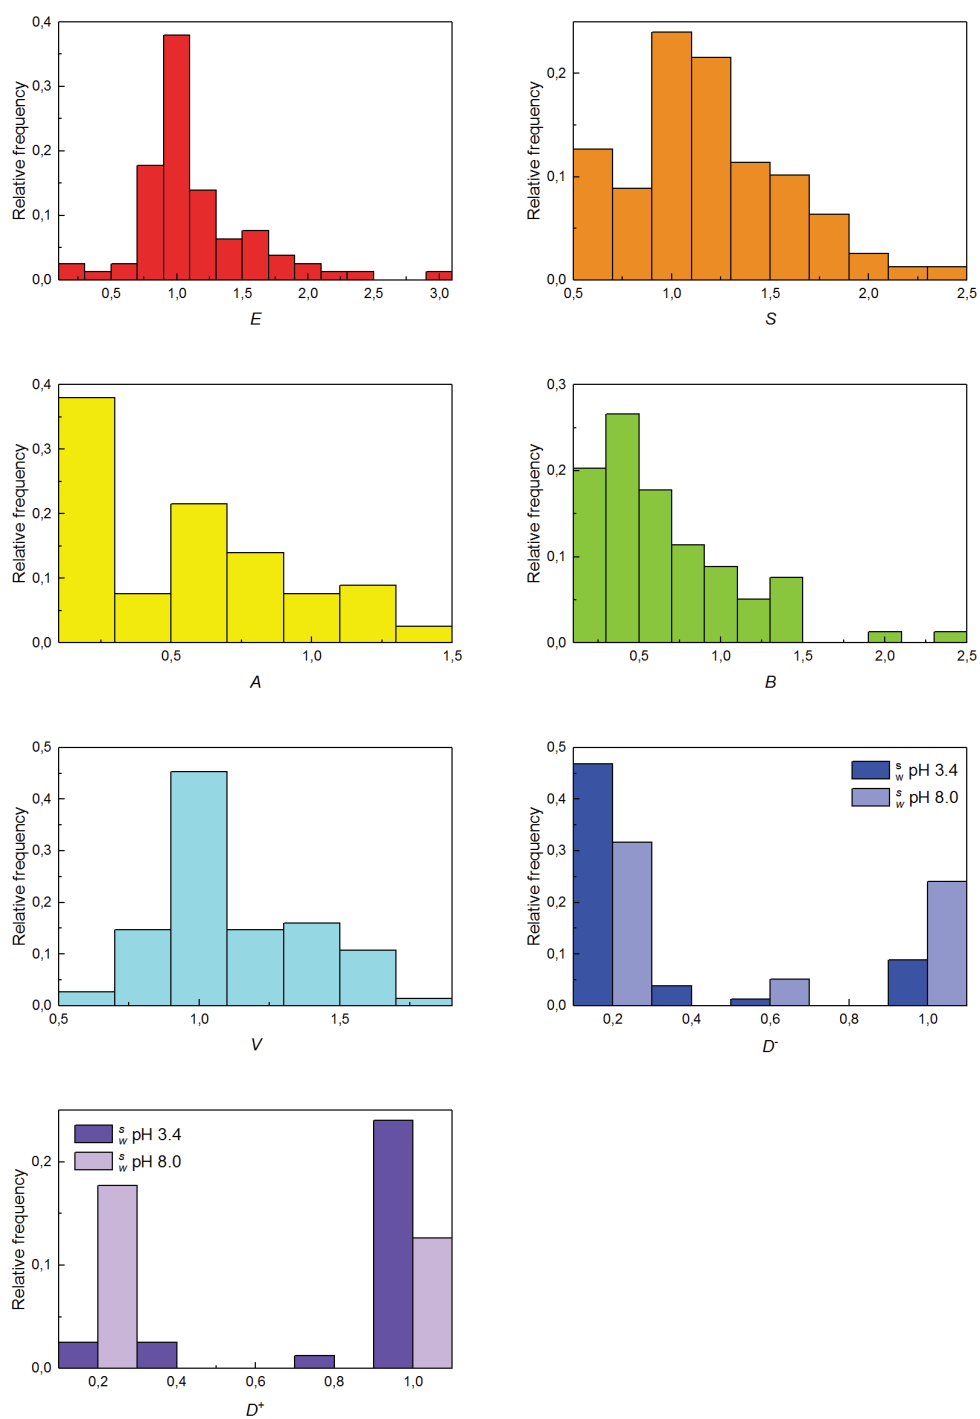 0,4
0,3
0,2
0,1
0,0
Relative frequency
0,5 1,0 1,5 2,0 2,5 3,0
E
0,2
0,1
0,0
Relative frequency
0,5 1,0 1,5 2,0 2,5
S
0,4
0,3
0,2
0,1
0,0
Relative frequency
0,5 1,0 1,5
A
0,3
0,2
0,1
0,0
Relative frequency
0,5 1,0 1,5 2,0 2,5
B
0,5
0,4
0,3
0,2
0,1
0,0
Relative frequency
0,5 1,0 1,5
V
0,5
0,4
0,3
0,2
0,1
0,0
Relative frequency
s w pH 3.4
s w pH 8.0
0,2 0,4 0,6 0,8 1,0
D⁻
0,2
0,1
0,0
Relative frequency
s w pH 3.4
s w pH 8.0
0,2 0,4 0,6 0,8 1,0
D⁺